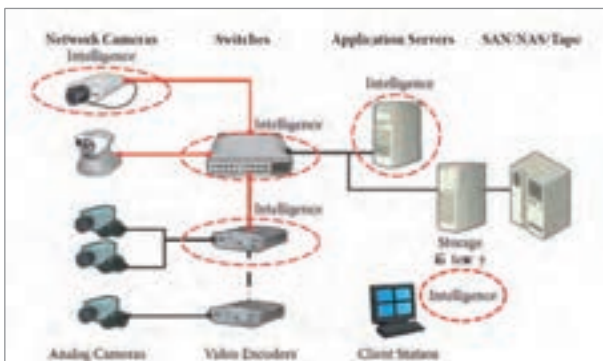 Network Cameras
Switches
Application Servers
SAN/NAS/Tape
Intelligence
Intelligence
Intelligence
Intelligence
Storage
Intelligence
Analog Cameras
Video Encoders
Client Station